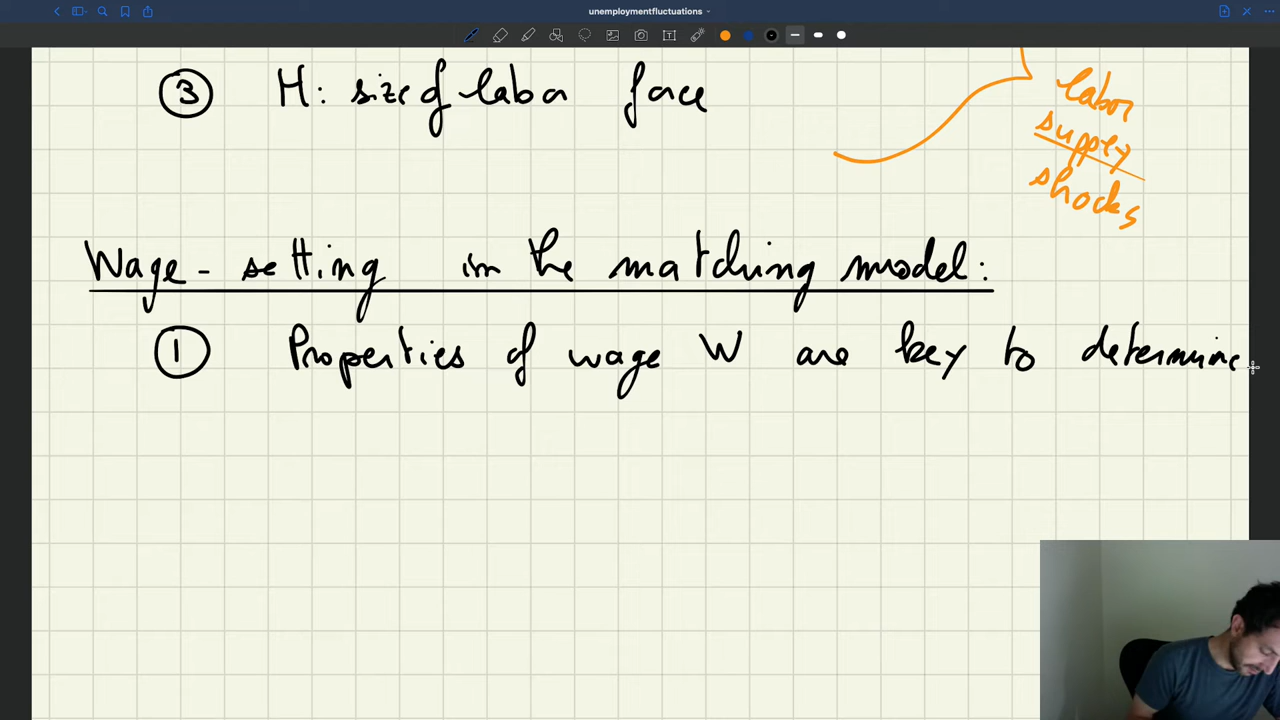 unemploymentfluctuations
③ H: size of labor force
labor
supply
shocks
Wage-setting in the matching model:
① Properties of wage W are key to determine